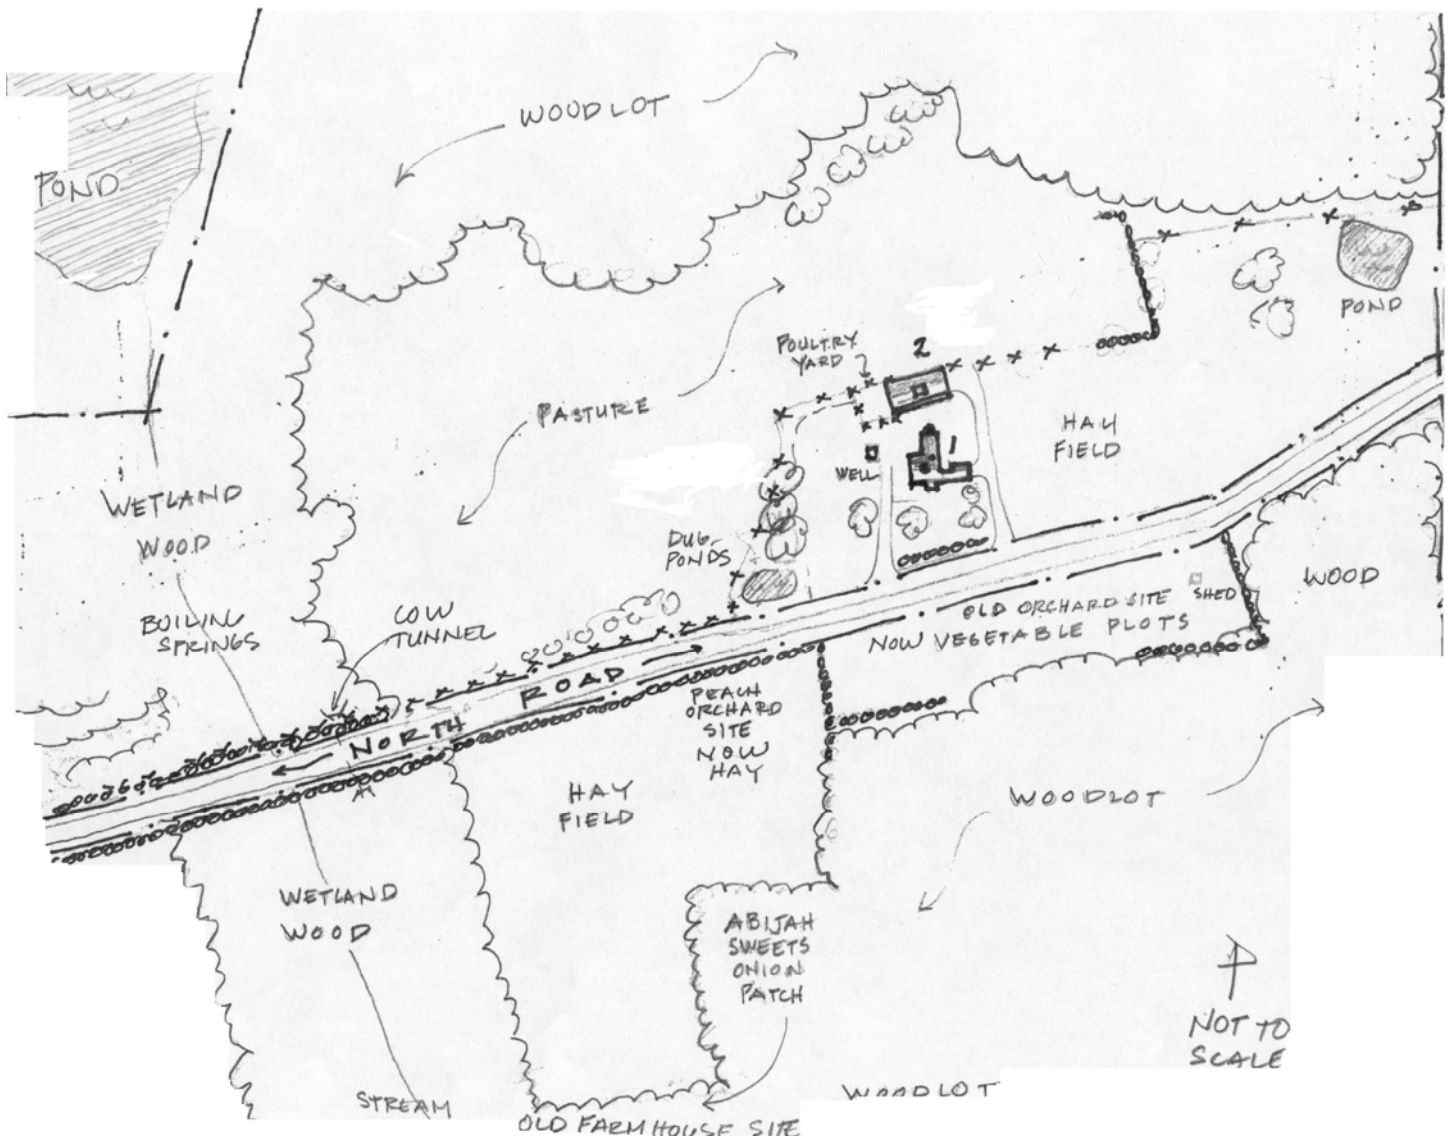 WOODLOT
POND
POND
POULTRY
YARD
2
PASTURE
HAY
FIELD
1
WELL
WETLAND
WOOD
DUG
PONDS
WOOD
SHED
OLD ORCHARD SITE
NOW VEGETABLE PLOTS
BOILING
SPRINGS
COW
TUNNEL
NORTH ROAD
PEACH
ORCHARD
SITE
NOW
HAY
HAY
FIELD
WOODLOT
WETLAND
WOOD
ABIJAH
SWEETS
ONION
PATCH
NOT TO
SCALE
STREAM
WOODLOT
OLD FARMHOUSE SITE